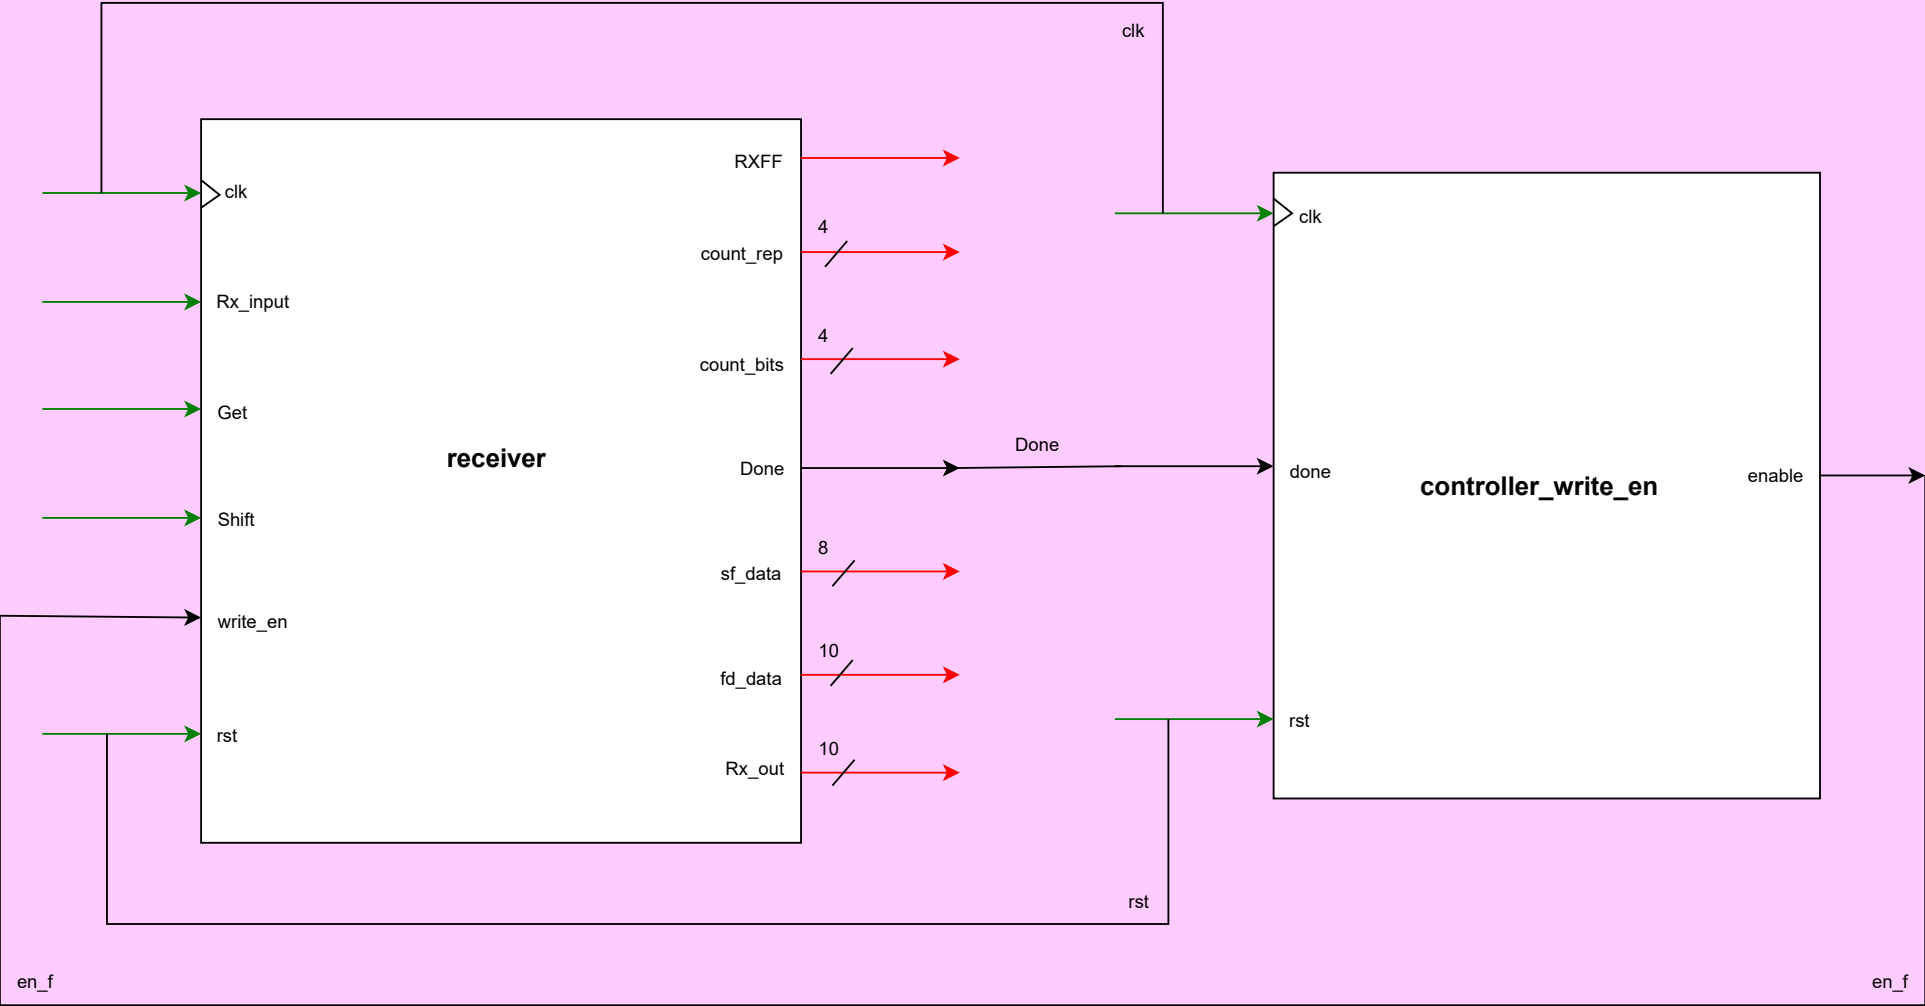 clk
clk
Rx_input
Get
Shift
write_en
rst
receiver
RXFF
4
count_rep
4
count_bits
Done
8
sf_data
10
fd_data
10
Rx_out
Done
clk
done
rst
controller_write_en
enable
rst
en_f
en_f